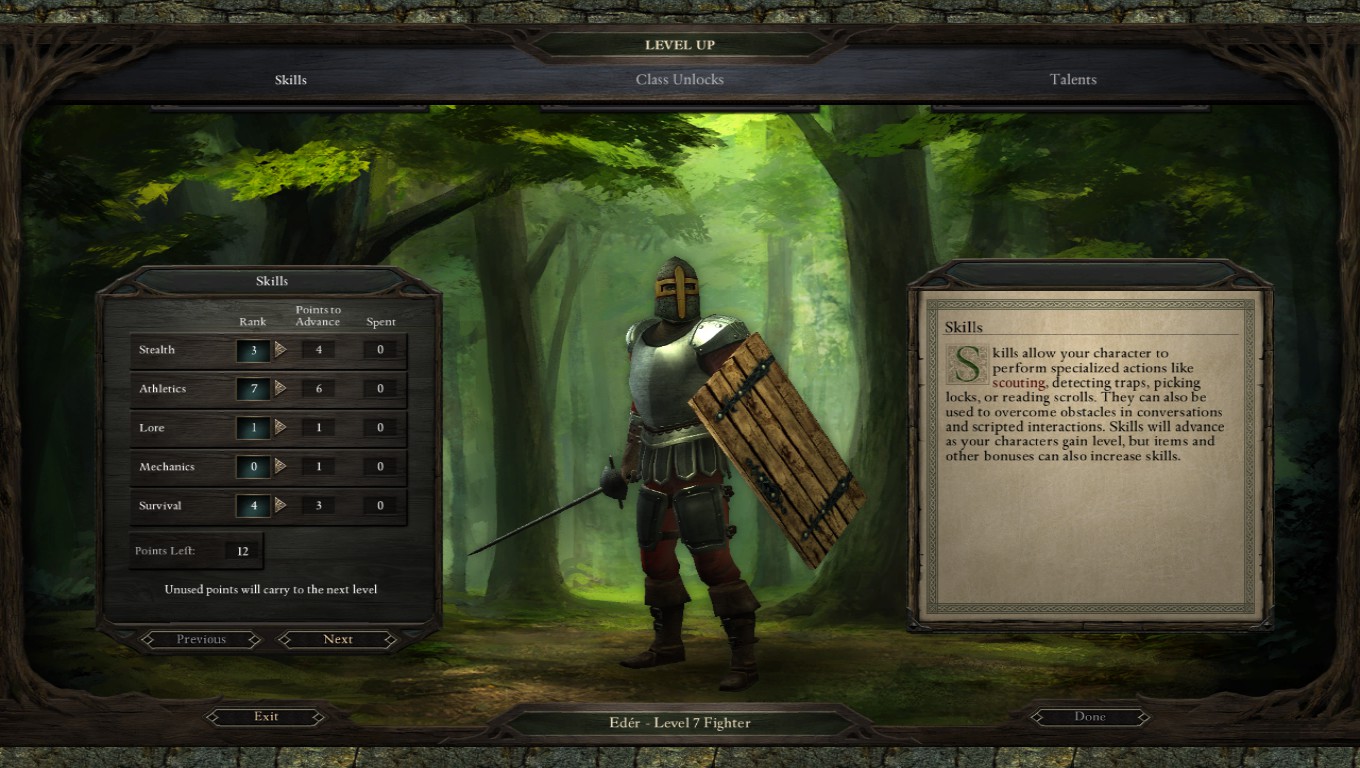 LEVEL UP
Skills
Class Unlocks
Talents
Skills
Rank
Points to
Advance
Spent
Stealth 3 4 0
Athletics 7 6 0
Lore 1 1 0
Mechanics 0 1 0
Survival 4 3 0
Points Left: 12
Unused points will carry to the next level
Previous
Next
Skills
Skills allow your character to
perform specialized actions like
scouting, detecting traps, picking
locks, or reading scrolls. They can also be
used to overcome obstacles in conversations
and scripted interactions. Skills will advance
as your characters gain level, but items and
other bonuses can also increase skills.
Exit
Edér - Level 7 Fighter
Done